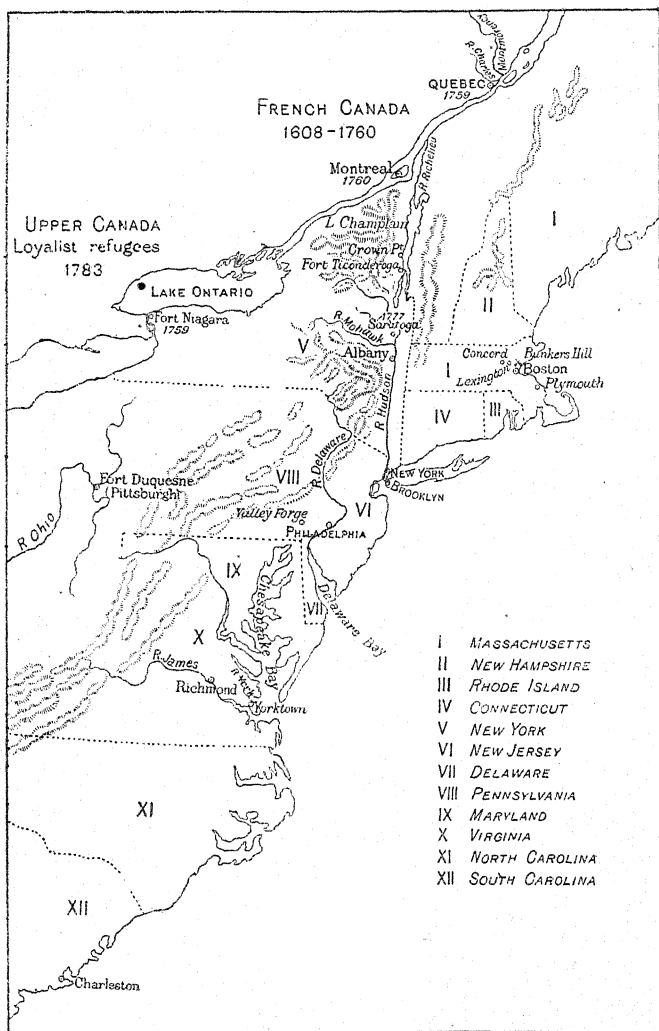 R. Charles
Montmorency
QUEBEC
1759
FRENCH CANADA
1608-1760
Montreal
1760
R. Richelieu
UPPER CANADA
Loyalist refugees
1783
L Champlain
Crown Pt.
Fort Ticonderoga
I
LAKE ONTARIO
Fort Niagara
1759
II
1777
Saratoga
R. Mohawk
V
Albany
R. Hudson
I
Concord
Lexington
Bunkers Hill
Boston
Plymouth
IV
III
Fort Duquesne
(Pittsburgh)
R Ohio
VIII
R. Delaware
NEW YORK
BROOKLYN
VI
Valley Forge
PHILADELPHIA
IX
Chesapeake Bay
VII
Delaware Bay
X
R. James
Richmond
R. York
Yorktown
XI
XII
Charleston
I MASSACHUSETTS
II NEW HAMPSHIRE
III RHODE ISLAND
IV CONNECTICUT
V NEW YORK
VI NEW JERSEY
VII DELAWARE
VIII PENNSYLVANIA
IX MARYLAND
X VIRGINIA
XI NORTH CAROLINA
XII SOUTH CAROLINA